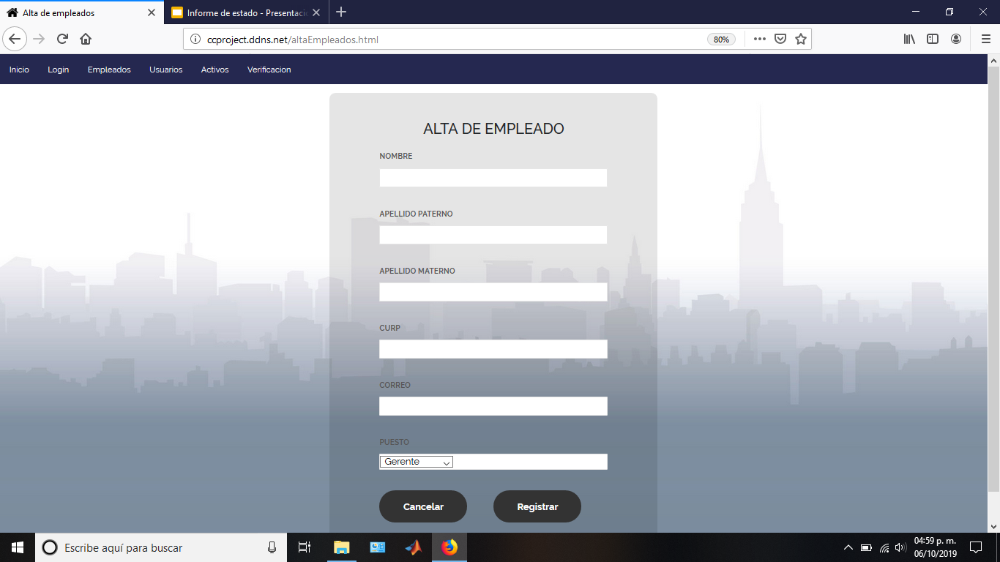 Alta de empleados
Informe de estado - Presentaci
ccproject.ddns.net/altaEmpleados.html
80%
Inicio Login Empleados Usuarios Activos Verificacion
ALTA DE EMPLEADO
NOMBRE
APELLIDO PATERNO
APELLIDO MATERNO
CURP
CORREO
PUESTO
Gerente
Cancelar Registrar
Escribe aquí para buscar
04:59 p. m.
06/10/2019